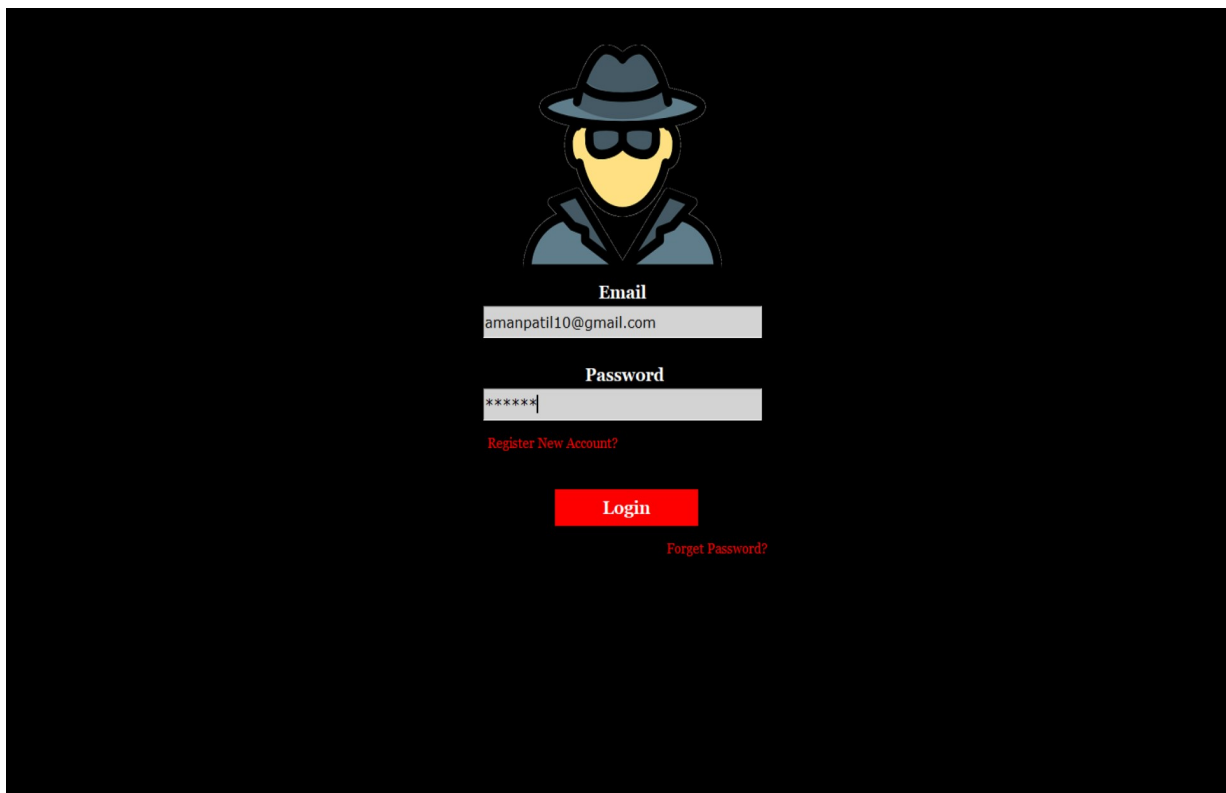 Email
amanpatil10@gmail.com
Password
******
Register New Account?
Login
Forget Password?